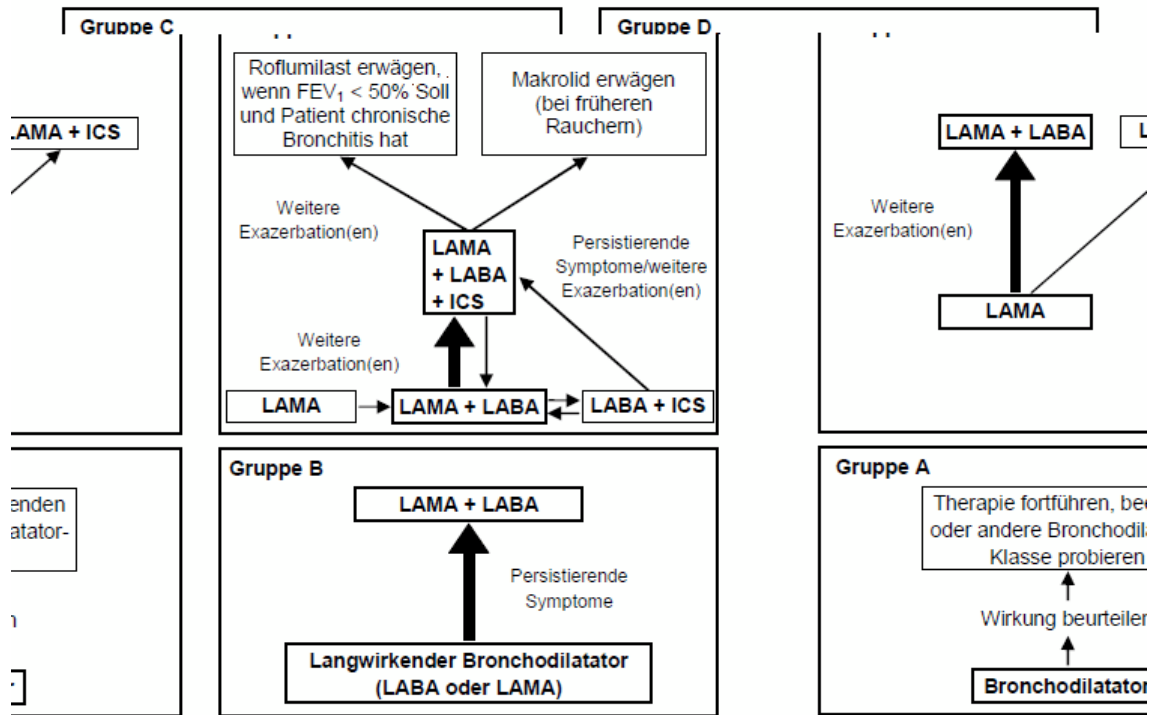 Gruppe C
Gruppe D
Roflumilast erwägen,
wenn FEV₁ < 50% Soll
und Patient chronische
Bronchitis hat
Makrolid erwägen
(bei früheren
Rauchern)
LAMA + ICS
LAMA + LABA
Weitere
Exazerbation(en)
LAMA
+ LABA
+ ICS
Persistierende
Symptome/weitere
Exazerbation(en)
Weitere
Exazerbation(en)
LAMA
LAMA + LABA
LABA + ICS
Weitere
Exazerbation(en)
LAMA
enden
atator-
Gruppe B
LAMA + LABA
Persistierende
Symptome
Langwirkender Bronchodilatator
(LABA oder LAMA)
Gruppe A
Therapie fortführen,
oder andere
Klasse probieren
Wirkung beurteilen
Bronchodilatator